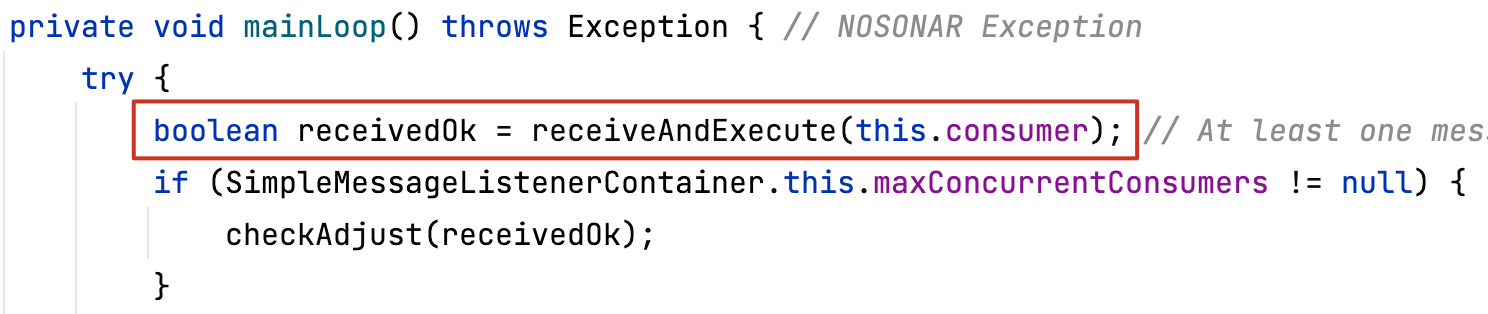 private void mainLoop() throws Exception { // NOSONAR Exception
try {
boolean receivedOk = receiveAndExecute(this.consumer); // At least one
if (SimpleMessageListenerContainer.this.maxConcurrentConsumers != null) {
checkAdjust(receivedOk);
}